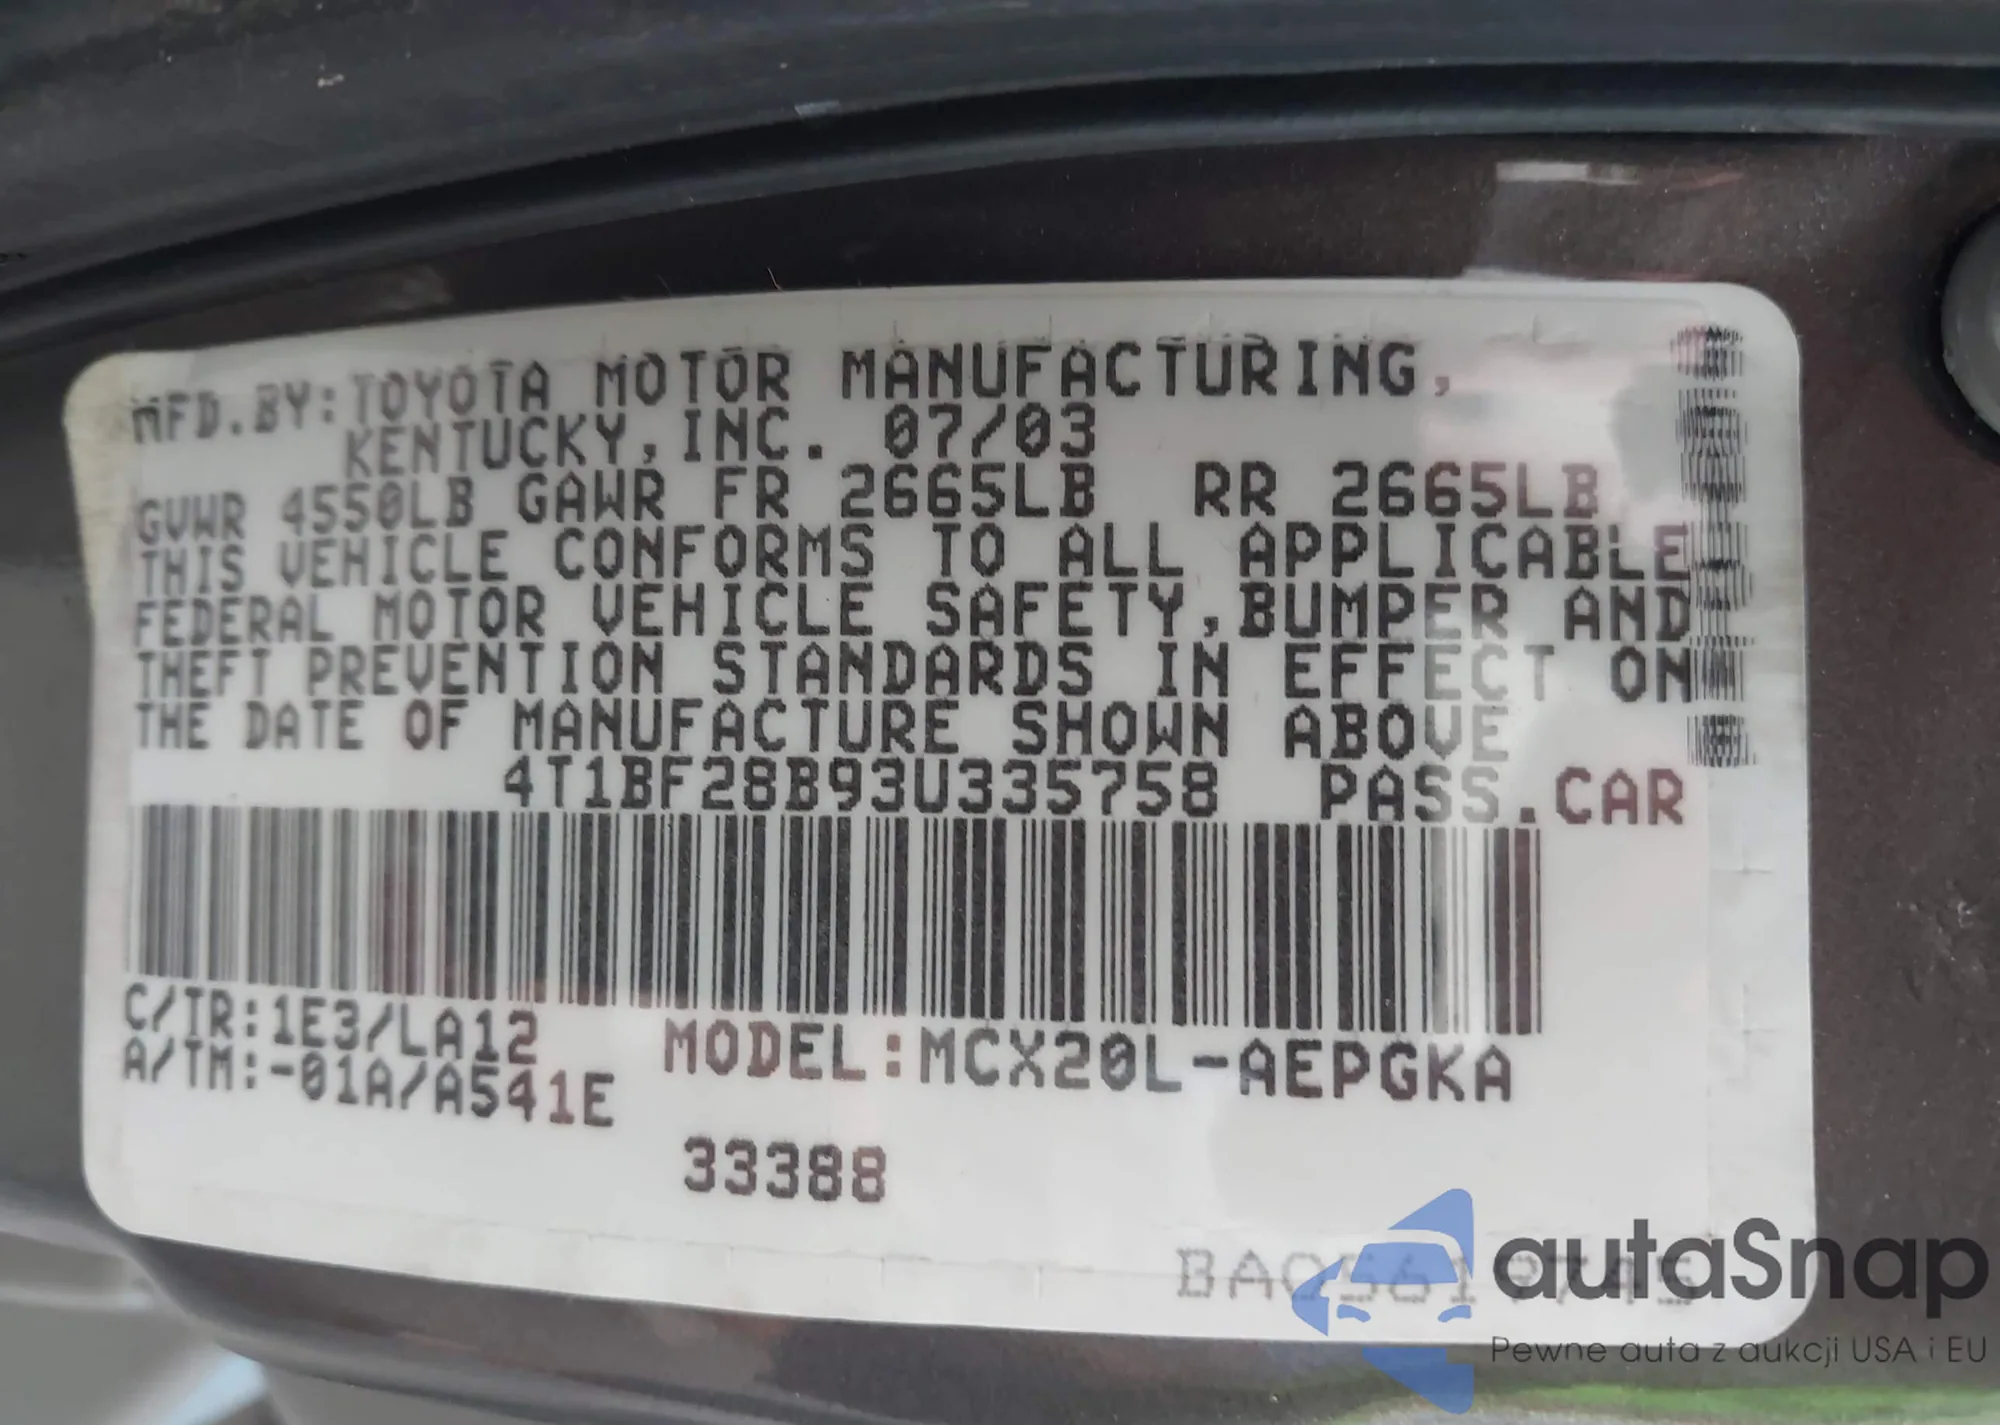 MFD.BY:TOYOTA MOTOR MANUFACTURING,
KENTUCKY,INC. 07/03
GVWR 4550LB GAWR FR 2665LB RR 2665LB
THIS VEHICLE CONFORMS TO ALL APPLICABLE
FEDERAL MOTOR VEHICLE SAFETY,BUMPER AND
THEFT PREVENTION STANDARDS IN EFFECT ON
THE DATE OF MANUFACTURE SHOWN ABOVE
4T1BF28B93U335758 PASS.CAR
C/TR:1E3/LA12 MODEL:MCX20L-AEPGKA
A/TM:-01A/A541E
33388
autaSnap
Pewne auta z aukcji USA i EU